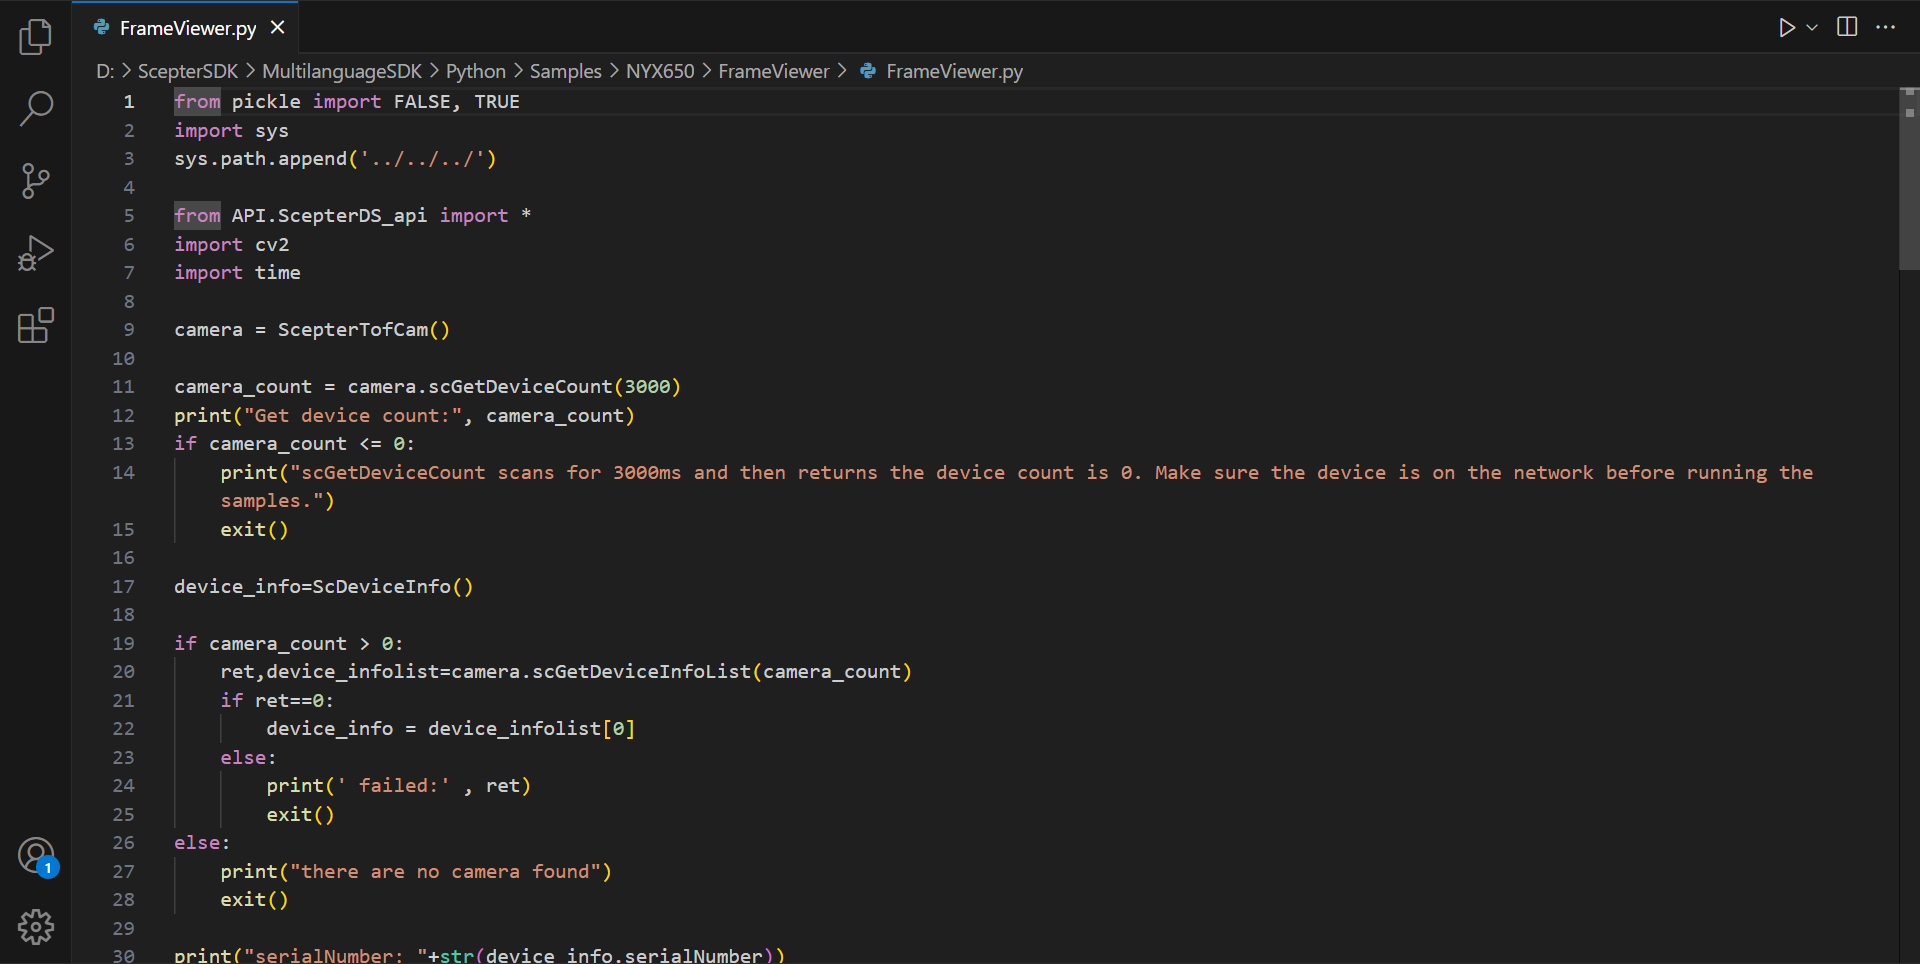 FrameViewer.py
D: > ScepterSDK > MultilanguageSDK > Python > Samples > NYX650 > FrameViewer > FrameViewer.py
1 from pickle import FALSE, TRUE
2 import sys
3 sys.path.append('../../../')
4
5 from API.ScepterDS_api import *
6 import cv2
7 import time
8
9 camera = ScepterTofCam()
10
11 camera_count = camera.scGetDeviceCount(3000)
12 print("Get device count:", camera_count)
13 if camera_count <= 0:
14     print("scGetDeviceCount scans for 3000ms and then returns the device count is 0. Make sure the device is on the network before running the
    samples.")
15     exit()
16
17 device_info=ScDeviceInfo()
18
19 if camera_count > 0:
20     ret,device_infolist=camera.scGetDeviceInfoList(camera_count)
21     if ret==0:
22         device_info = device_infolist[0]
23     else:
24         print(' failed:' , ret)
25         exit()
26 else:
27     print("there are no camera found")
28     exit()
29
30 print("serialNumber: "+str(device_info.serialNumber))
1